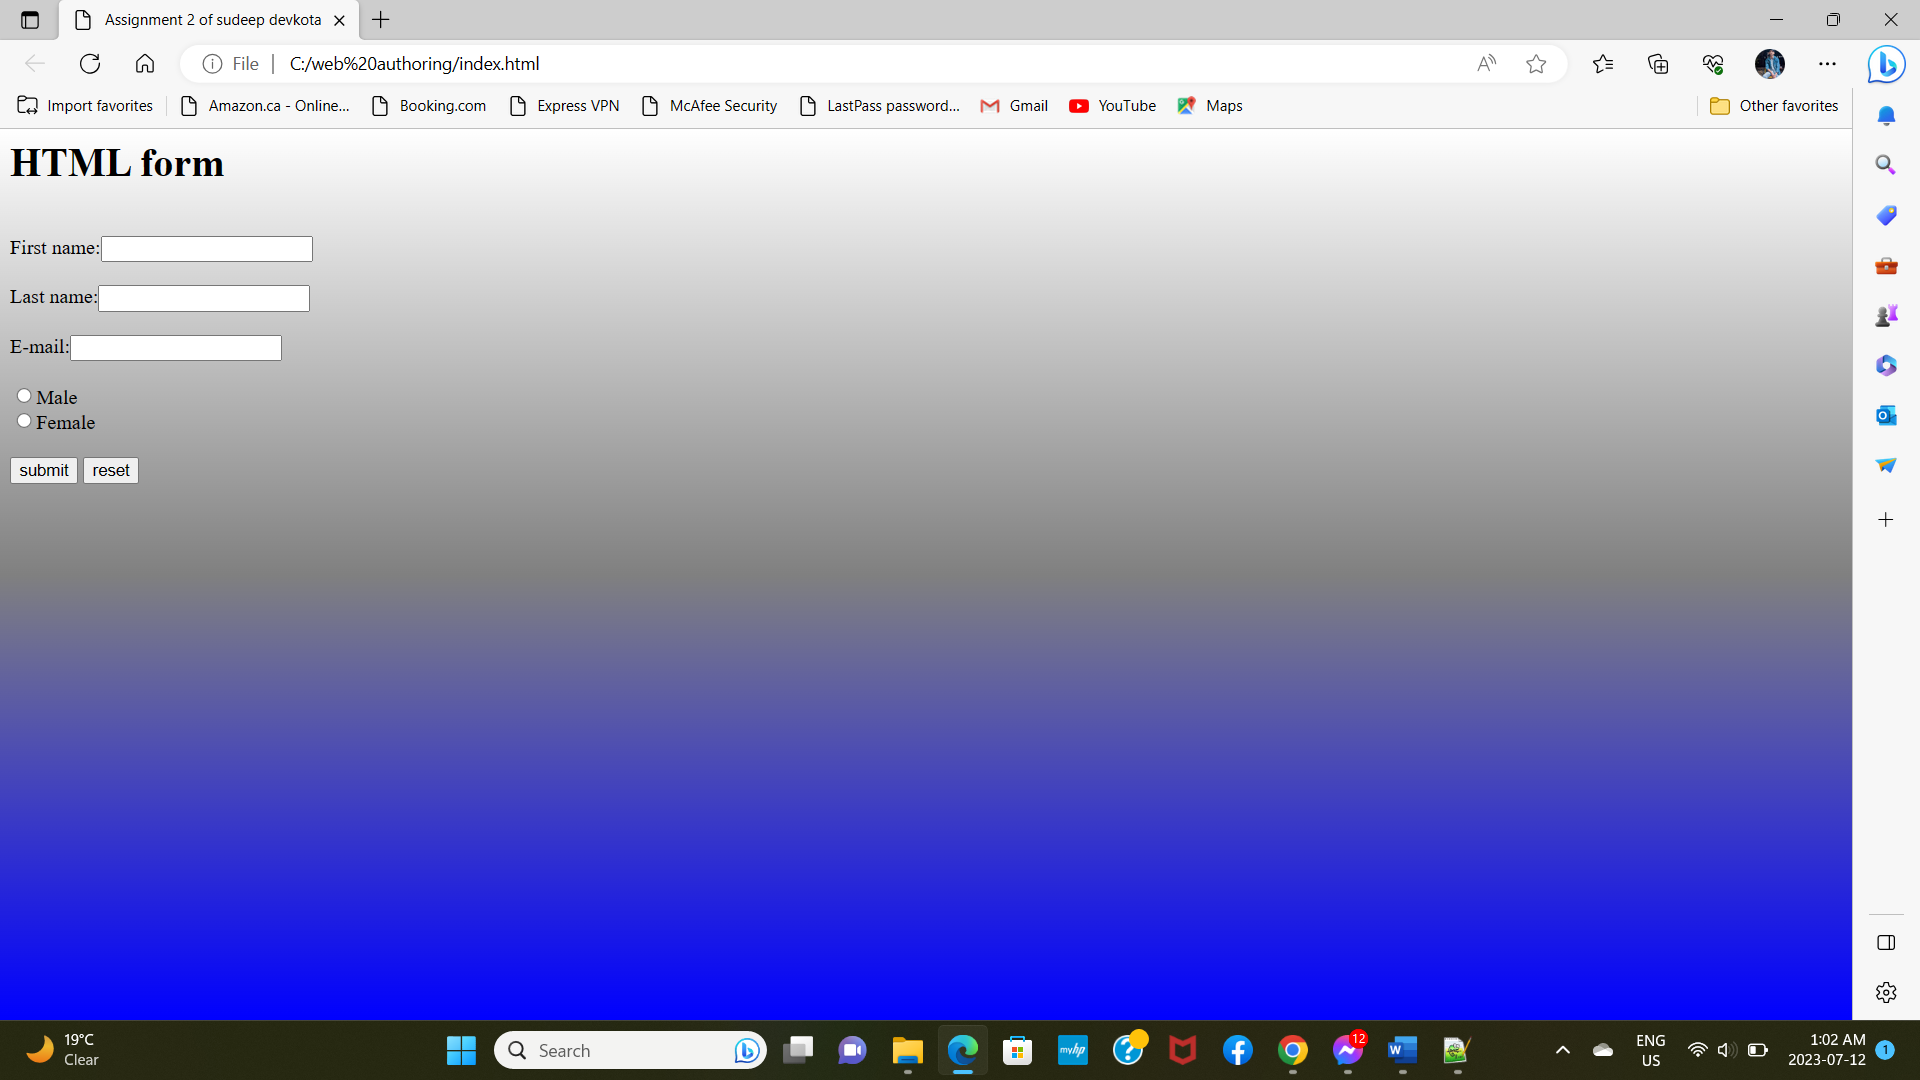 Assignment 2 of sudeep devkota
File
C:/web%20authoring/index.html
Import favorites
Amazon.ca - Online...
Booking.com
Express VPN
McAfee Security
LastPass password...
Gmail
YouTube
Maps
Other favorites
HTML form
First name:
Last name:
E-mail:
Male
Female
submit reset
19°C
Clear
Search
myhp
12
W
ENG
US
1:02 AM
2023-07-12
1